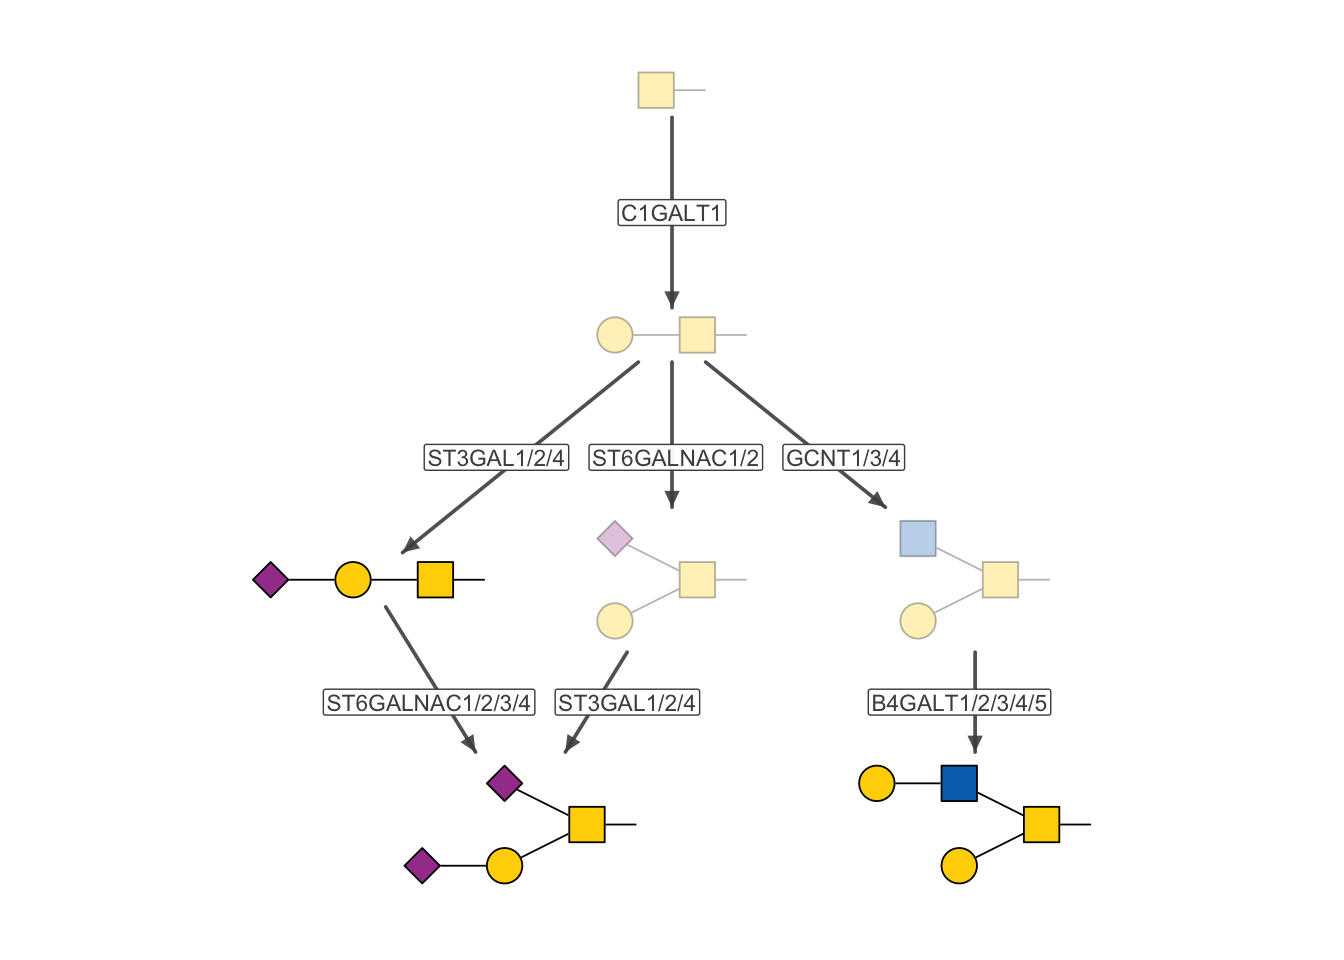 C1GALT1
ST3GAL1/2/4
ST6GALNAC1/2
GCNT1/3/4
ST6GALNAC1/2/3/4
ST3GAL1/2/4
B4GALT1/2/3/4/5